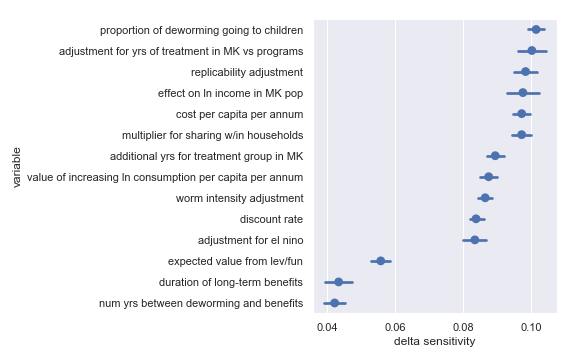 proportion of deworming going to children
adjustment for yrs of treatment in MK vs programs
replicability adjustment
effect on ln income in MK pop
cost per capita per annum
multiplier for sharing w/in households
additional yrs for treatment group in MK
value of increasing ln consumption per capita per annum
worm intensity adjustment
discount rate
adjustment for el nino
expected value from lev/fun
duration of long-term benefits
num yrs between deworming and benefits
variable
0.04 0.06 0.08 0.10
delta sensitivity